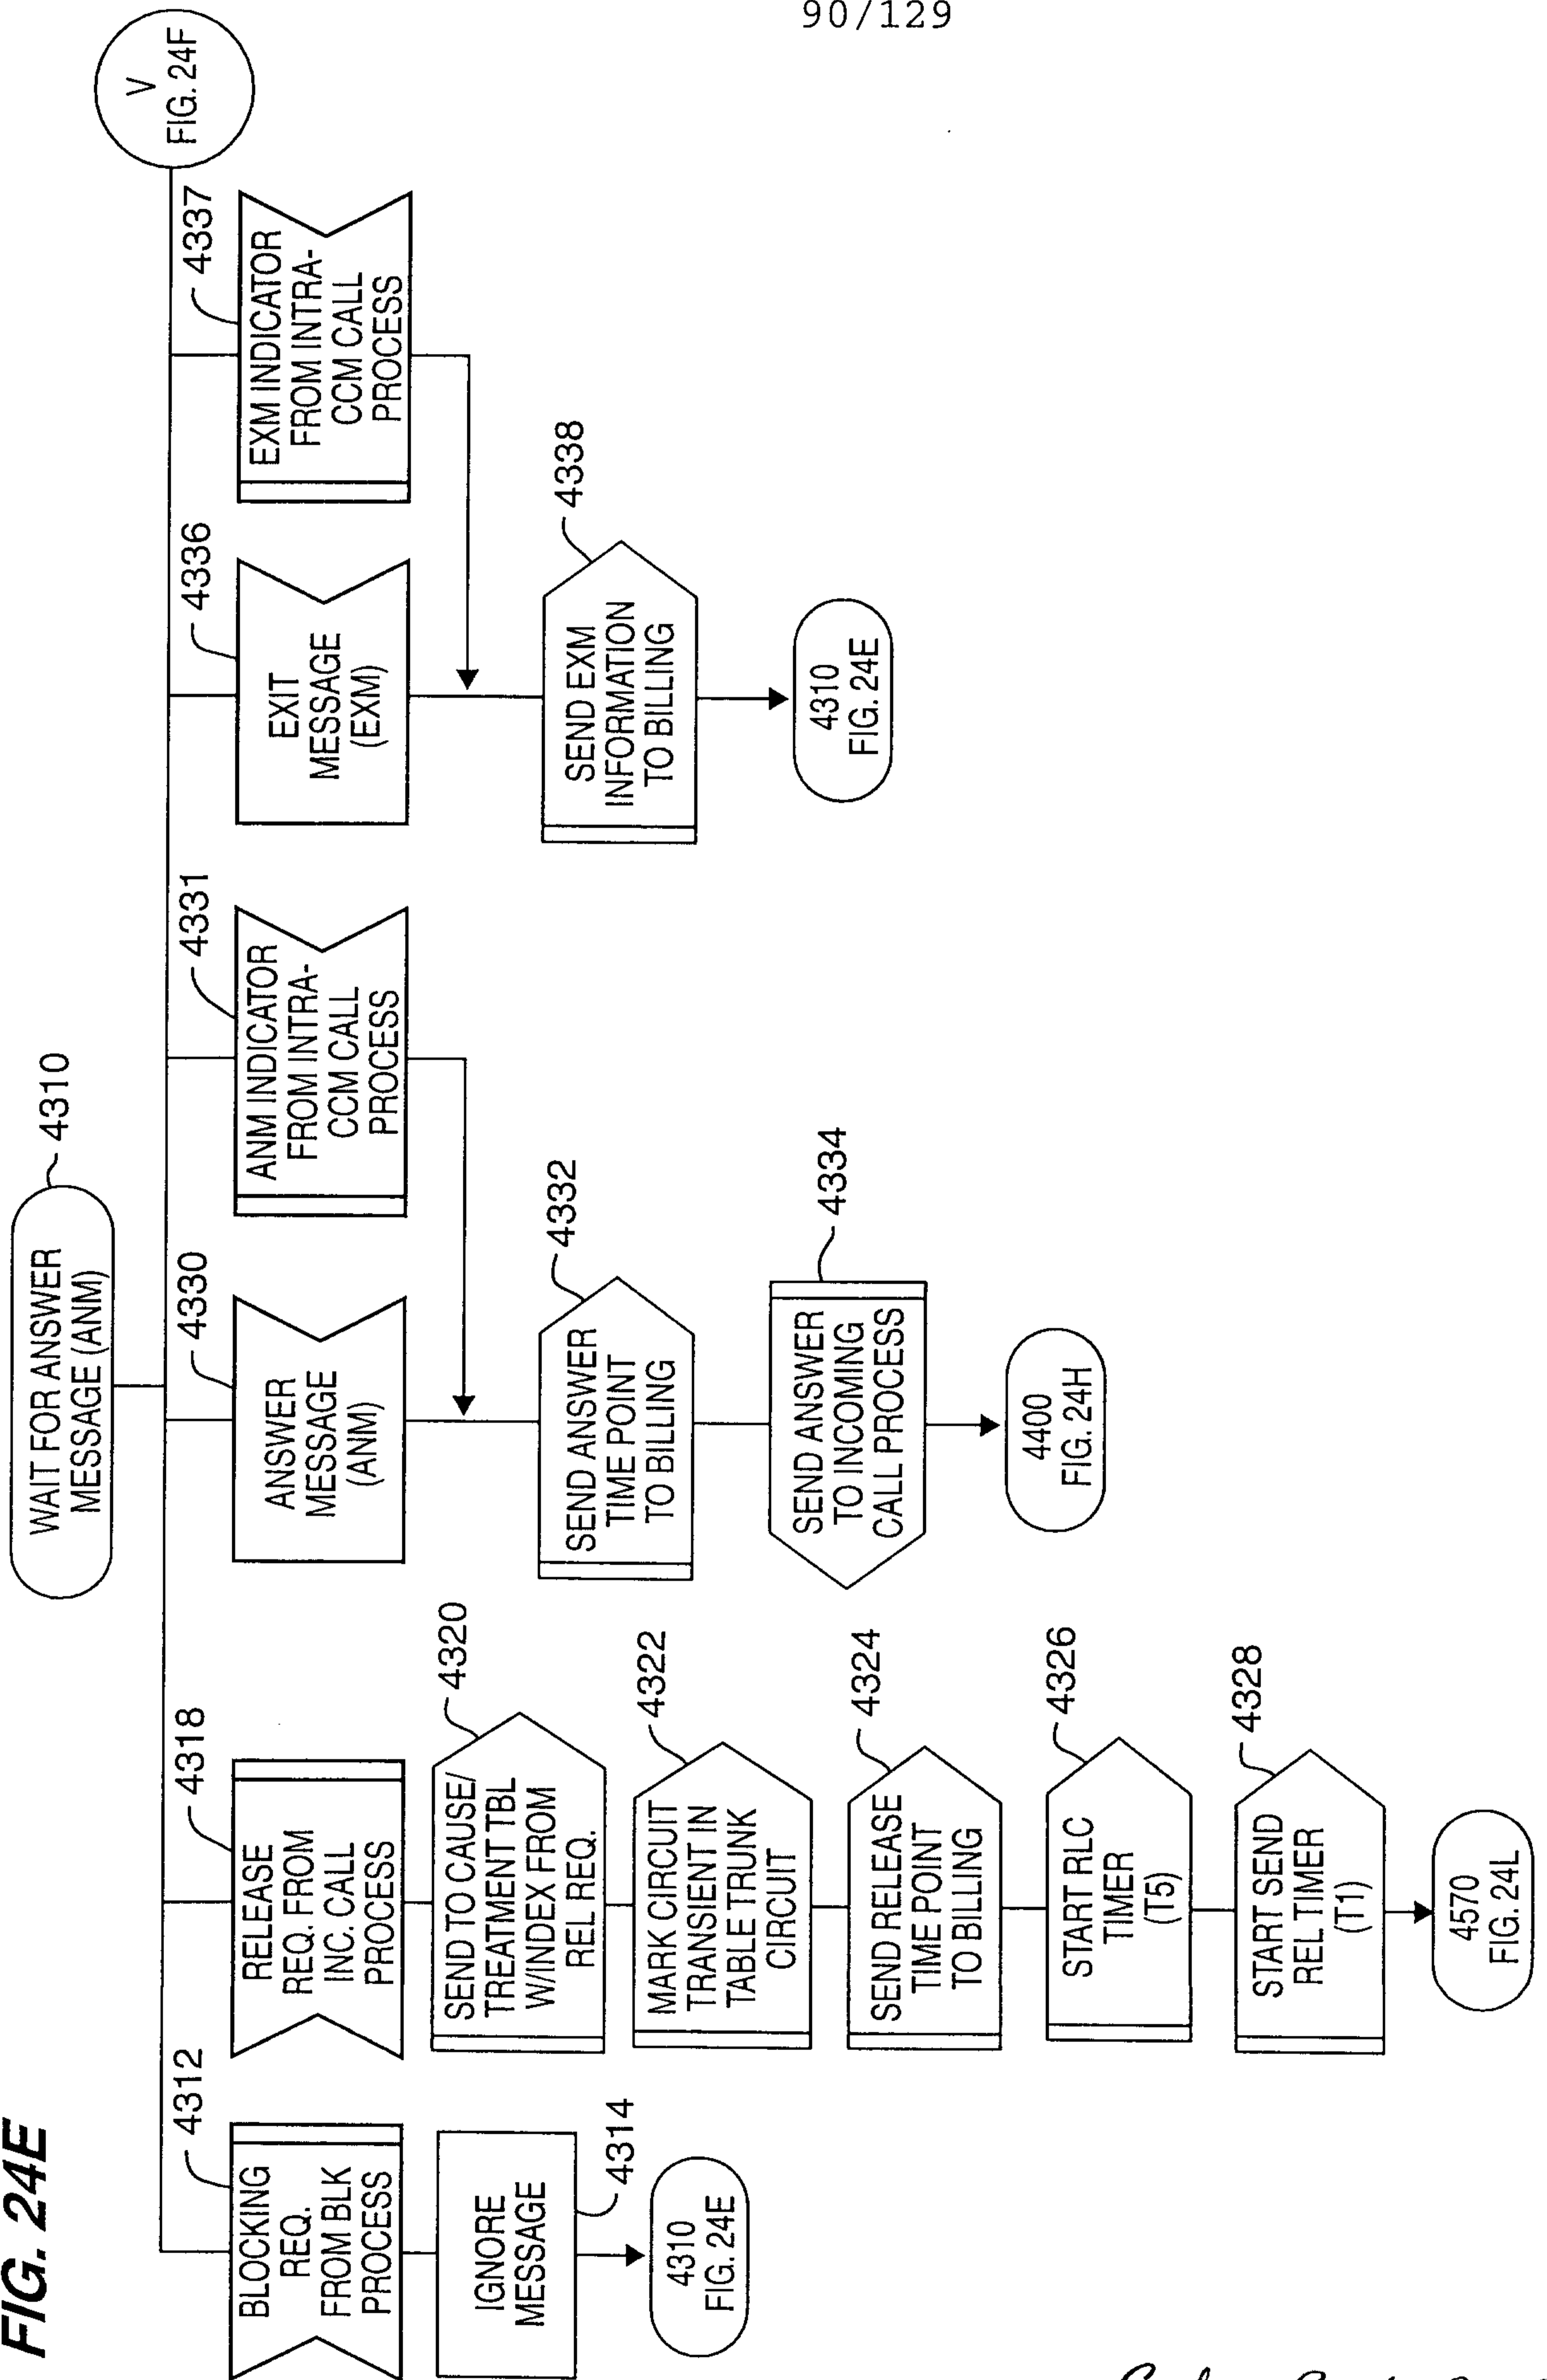 90/129
FIG. 24E
WAIT FOR ANSWER
MESSAGE (ANM)
4310
V
FIG. 24F
4312
BLOCKING
REQ.
FROM BLK
PROCESS
IGNORE
MESSAGE
4314
4310
FIG. 24E
4318
RELEASE
REQ. FROM
INC. CALL
PROCESS
4320
SEND TO CAUSE/
TREATMENT TBL
W/INDEX FROM
REL REQ.
4322
MARK CIRCUIT
TRANSIENT IN
TABLE TRUNK
CIRCUIT
4324
SEND RELEASE
TIME POINT
TO BILLING
4326
START RLC
TIMER
(T5)
4328
START SEND
REL TIMER
(T1)
4570
FIG. 24L
4330
ANSWER
MESSAGE
(ANM)
4331
ANM INDICATOR
FROM INTRA-
CCM CALL
PROCESS
4332
SEND ANSWER
TIME POINT
TO BILLING
4334
SEND ANSWER
TO INCOMING
CALL PROCESS
4400
FIG. 24H
4336
EXIT
MESSAGE
(EXM)
4337
EXM INDICATOR
FROM INTRA-
CCM CALL
PROCESS
4338
SEND EXM
INFORMATION
TO BILLING
4310
FIG. 24E